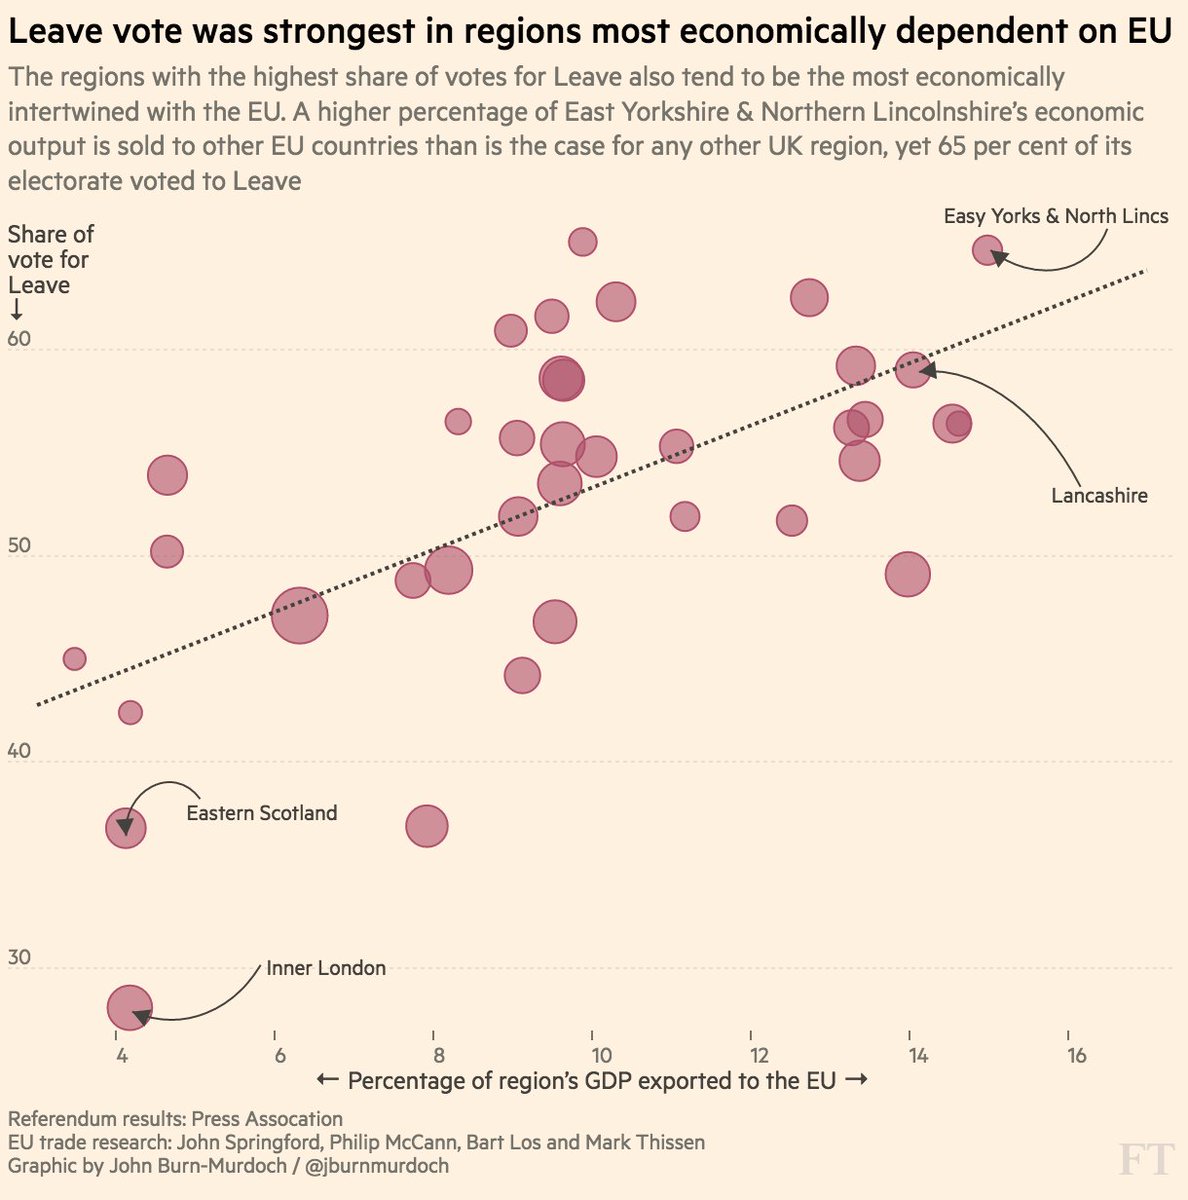 Leave vote was strongest in regions most economically dependent on EU
The regions with the highest share of votes for Leave also tend to be the most economically
intertwined with the EU. A higher percentage of East Yorkshire & Northern Lincolnshire's economic
output is sold to other EU countries than is the case for any other UK region, yet 65 per cent of its
electorate voted to Leave
Share of
vote for
Leave
↓
Easy Yorks & North Lincs
60
Lancashire
50
40
Eastern Scotland
30
Inner London
4 6 8 10 12 14 16
← Percentage of region's GDP exported to the EU →
Referendum results: Press Assocation
EU trade research: John Springford, Philip McCann, Bart Los and Mark Thissen
Graphic by John Burn-Murdoch / @jburnmurdoch
FT